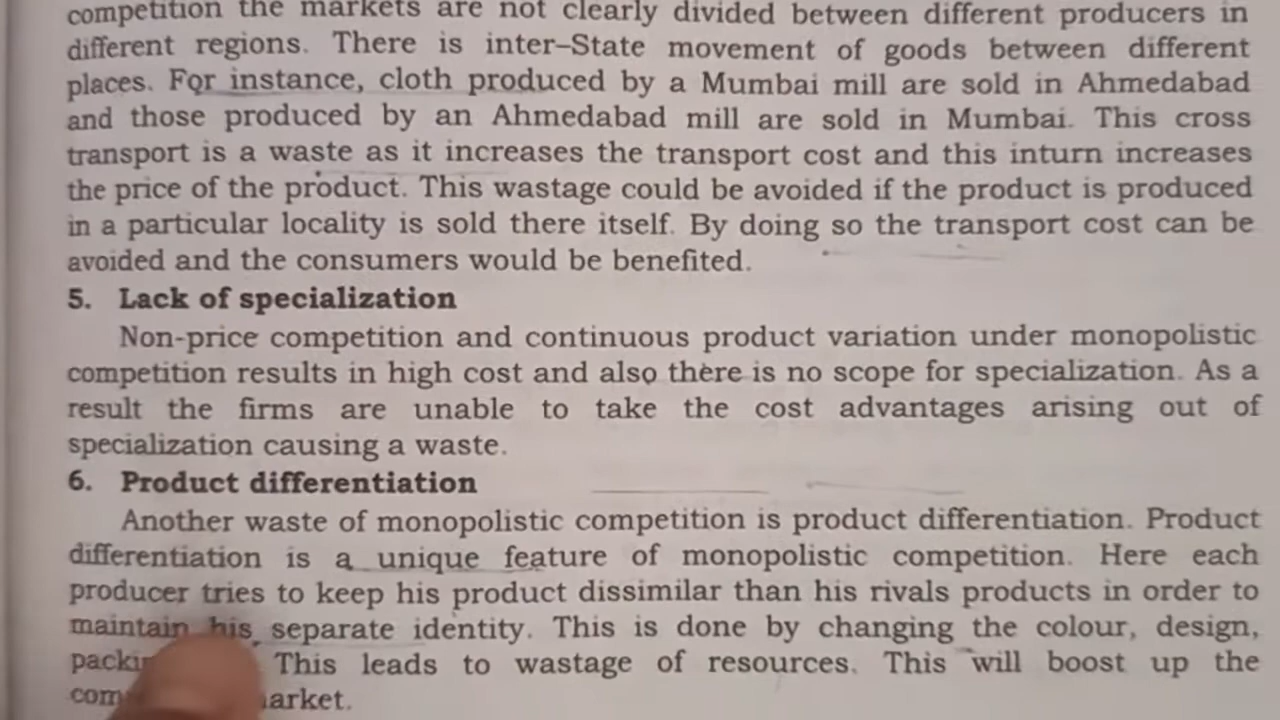 competition the markets are not clearly divided between different producers in
different regions. There is inter–State movement of goods between different
places. For instance, cloth produced by a Mumbai mill are sold in Ahmedabad
and those produced by an Ahmedabad mill are sold in Mumbai. This cross
transport is a waste as it increases the transport cost and this inturn increases
the price of the product. This wastage could be avoided if the product is produced
in a particular locality is sold there itself. By doing so the transport cost can be
avoided and the consumers would be benefited.
5. Lack of specialization
Non-price competition and continuous product variation under monopolistic
competition results in high cost and also there is no scope for specialization. As a
result the firms are unable to take the cost advantages arising out of
specialization causing a waste.
6. Product differentiation
Another waste of monopolistic competition is product differentiation. Product
differentiation is a unique feature of monopolistic competition. Here each
producer tries to keep his product dissimilar than his rivals products in order to
maintain his separate identity. This is done by changing the colour, design,
This leads to wastage of resources. This will boost up the